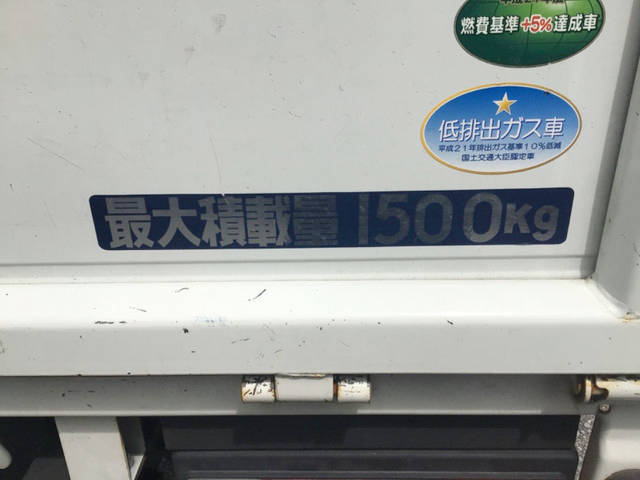 燃費基準+5%達成車
低排出ガス車
平成21年排出ガス基準10%低減
国土交通大臣認定車
最大積載量1500Kg